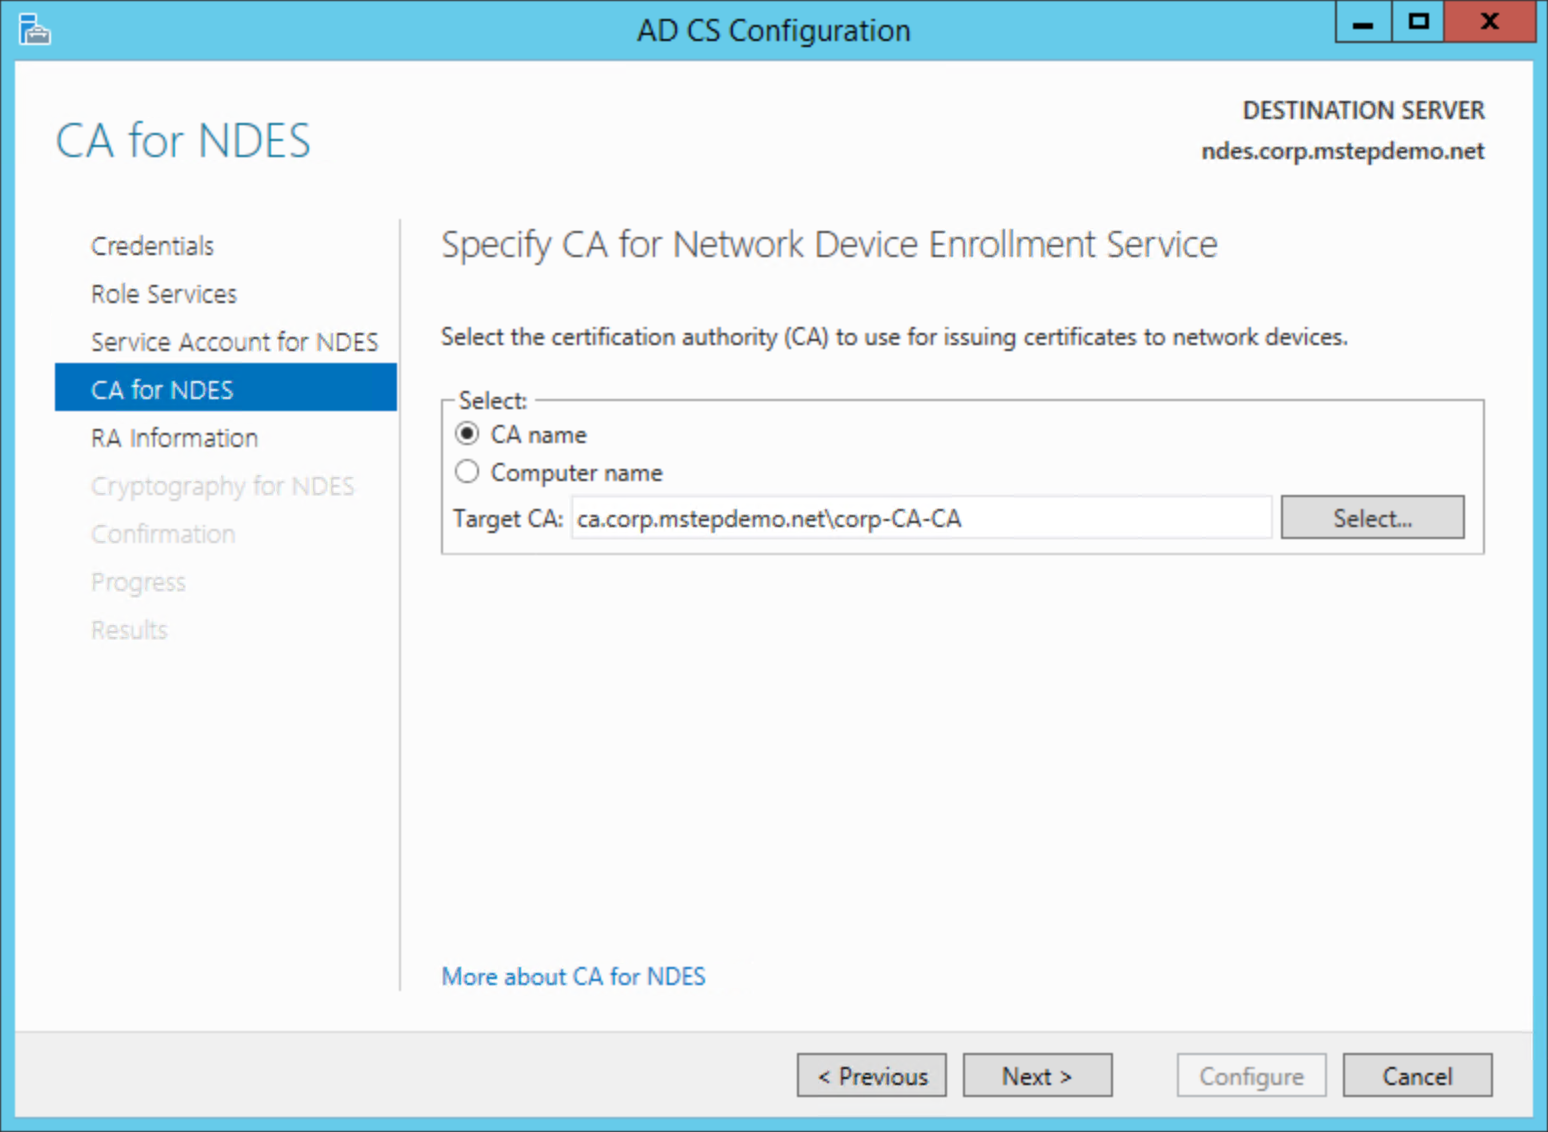 AD CS Configuration
CA for NDES
DESTINATION SERVER
ndes.corp.mstepdemo.net
Credentials
Role Services
Service Account for NDES
CA for NDES
RA Information
Cryptography for NDES
Confirmation
Progress
Results
Specify CA for Network Device Enrollment Service
Select the certification authority (CA) to use for issuing certificates to network devices.
Select:
CA name
Computer name
Target CA: ca.corp.mstepdemo.net\corp-CA-CA Select...
More about CA for NDES
< Previous Next > Configure Cancel